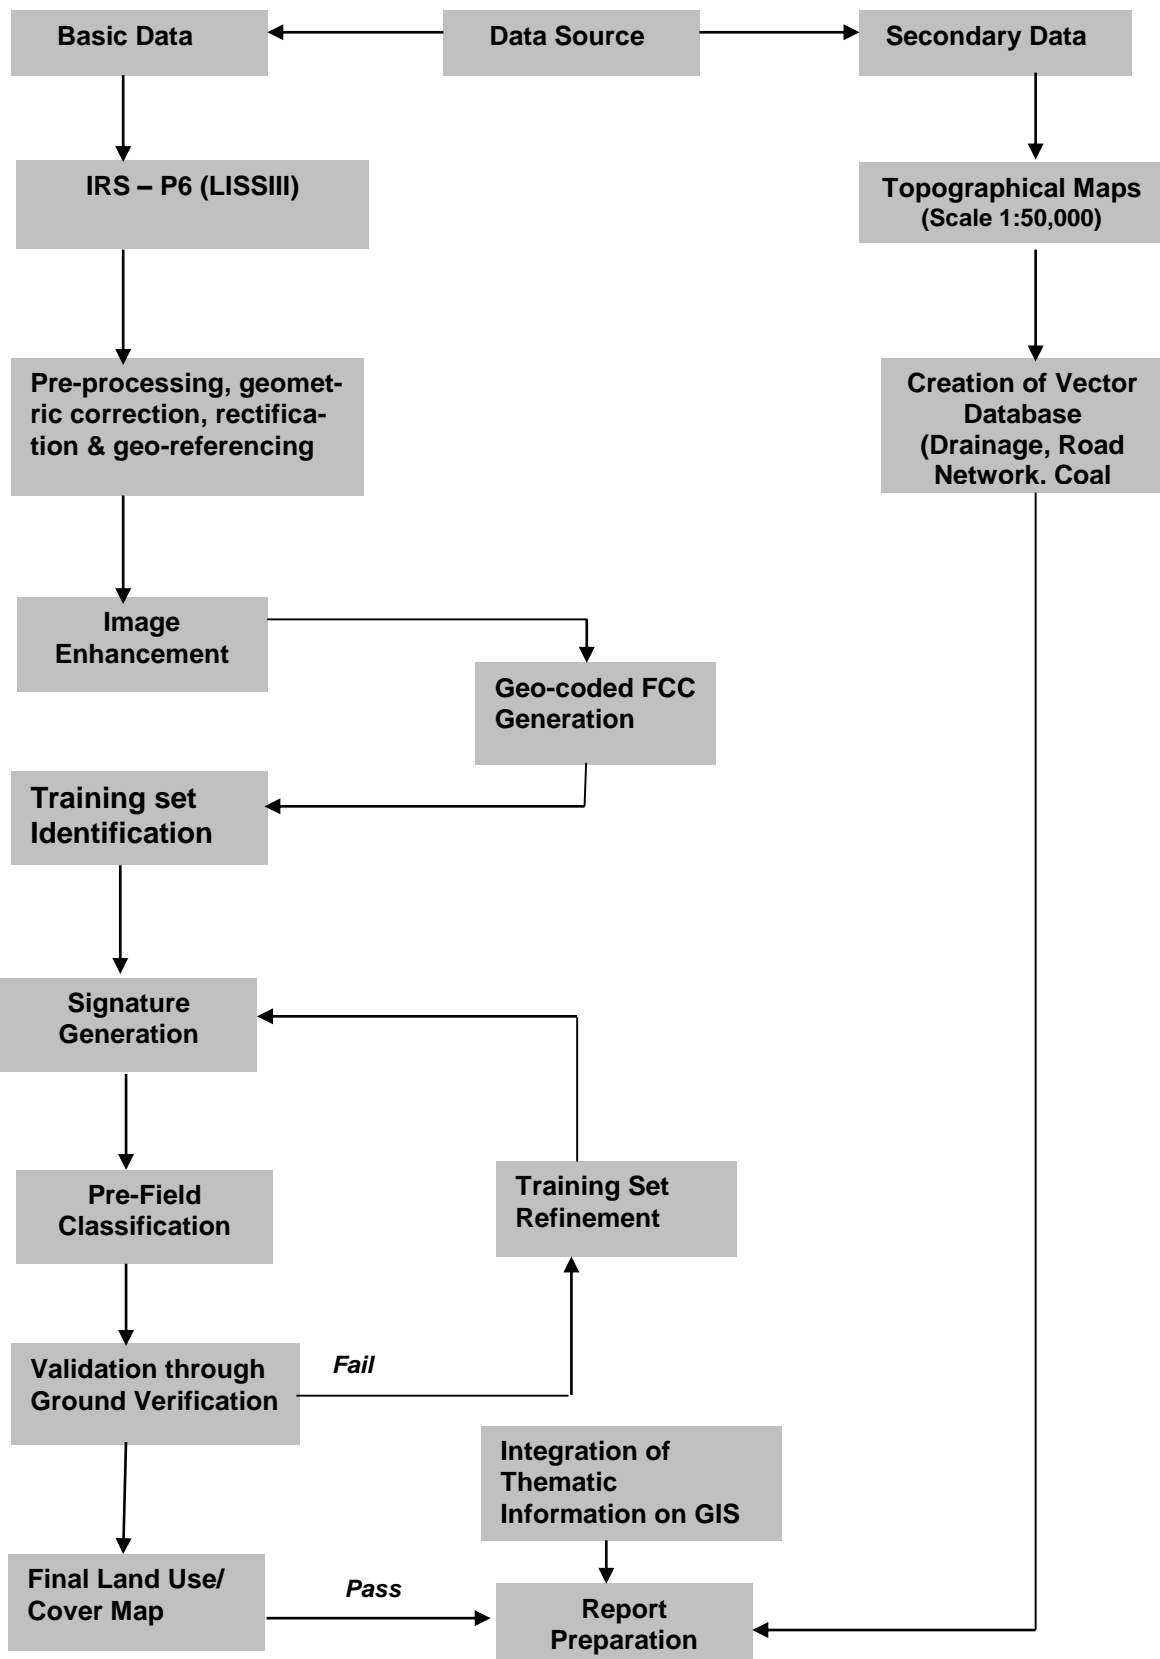 Basic Data
Data Source
Secondary Data
IRS – P6 (LISSIII)
Topographical Maps
(Scale 1:50,000)
Pre-processing, geomet-
ric correction, rectifica-
tion & geo-referencing
Creation of Vector
Database
(Drainage, Road
Network. Coal
Image
Enhancement
Geo-coded FCC
Generation
Training set
Identification
Signature
Generation
Pre-Field
Classification
Training Set
Refinement
Validation through
Ground Verification
Fail
Integration of
Thematic
Information on GIS
Final Land Use/
Cover Map
Pass
Report
Preparation